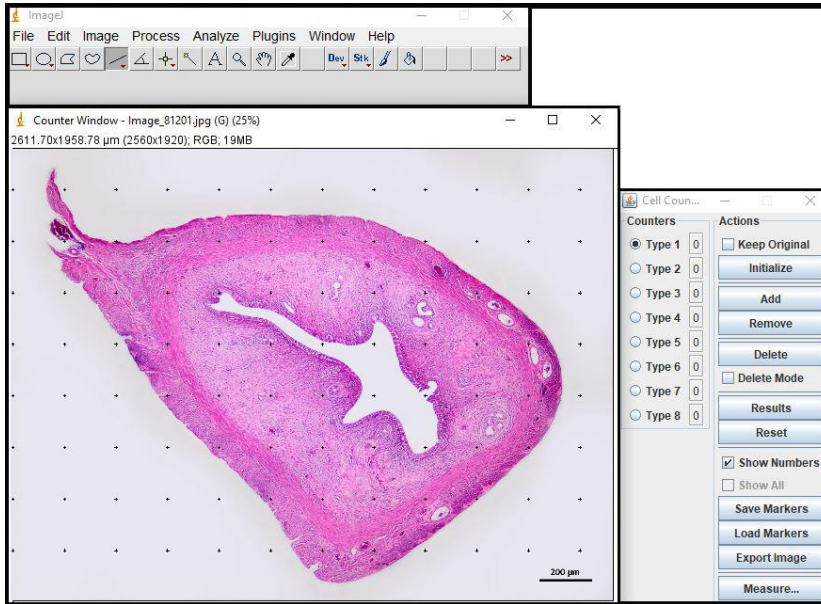 ImageJ
File Edit Image Process Analyze Plugins Window Help
A Dev Stk >>
Counter Window - Image_81201.jpg (G) (25%)
2611.70x1958.78 µm (2560x1920); RGB; 19MB
200 µm
Cell Coun...
Counters
Type 1 0
Type 2 0
Type 3 0
Type 4 0
Type 5 0
Type 6 0
Type 7 0
Type 8 0
Actions
Keep Original
Initialize
Add
Remove
Delete
Delete Mode
Results
Reset
Show Numbers
Show All
Save Markers
Load Markers
Export Image
Measure...